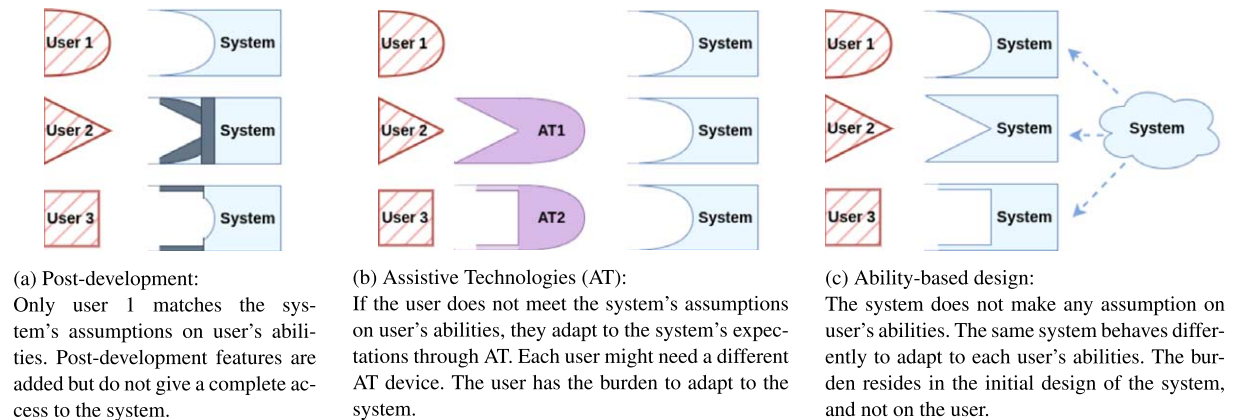 User 1
System
User 2
System
User 3
System
(a) Post-development:
Only user 1 matches the sys-
tem's assumptions on user's abili-
ties. Post-development features are
added but do not give a complete ac-
cess to the system.
User 1
System
User 2
AT1
System
User 3
AT2
System
(b) Assistive Technologies (AT):
If the user does not meet the system's assumptions
on user's abilities, they adapt to the system's expec-
tations through AT. Each user might need a different
AT device. The user has the burden to adapt to the
system.
User 1
System
User 2
System
System
User 3
System
(c) Ability-based design:
The system does not make any assumption on
user's abilities. The same system behaves differ-
ently to adapt to each user's abilities. The bur-
den resides in the initial design of the system,
and not on the user.